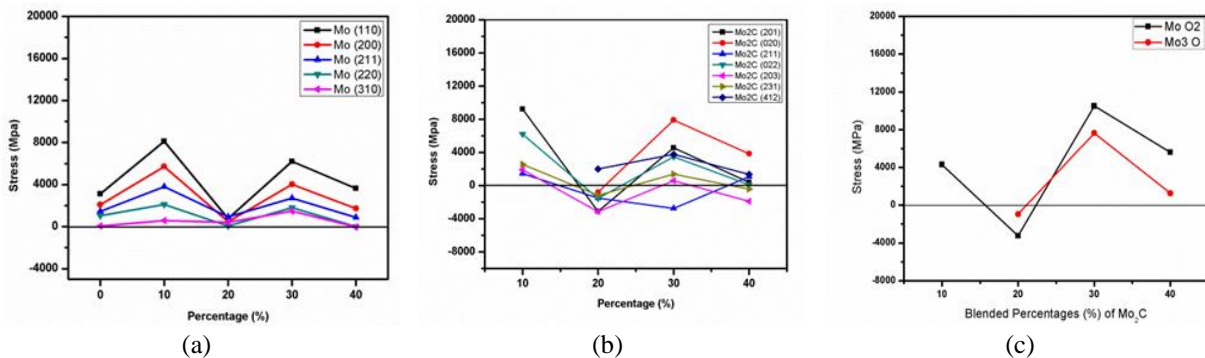 20000
16000
12000
8000
4000
0
-4000
Stress (Mpa)
0 10 20 30 40
Percentage (%)
Mo (110)
Mo (200)
Mo (211)
Mo (220)
Mo (310)
(a)
20000
16000
12000
8000
4000
0
-4000
-8000
Stress (Mpa)
10 20 30 40
Percentage (%)
Mo2C (201)
Mo2C (020)
Mo2C (211)
Mo2C (022)
Mo2C (203)
Mo2C (231)
Mo2C (412)
(b)
20000
16000
12000
8000
4000
0
-4000
-8000
Stress (MPa)
10 20 30 40
Blended Percentages (%) of Mo₂C
Mo O2
Mo3 O
(c)